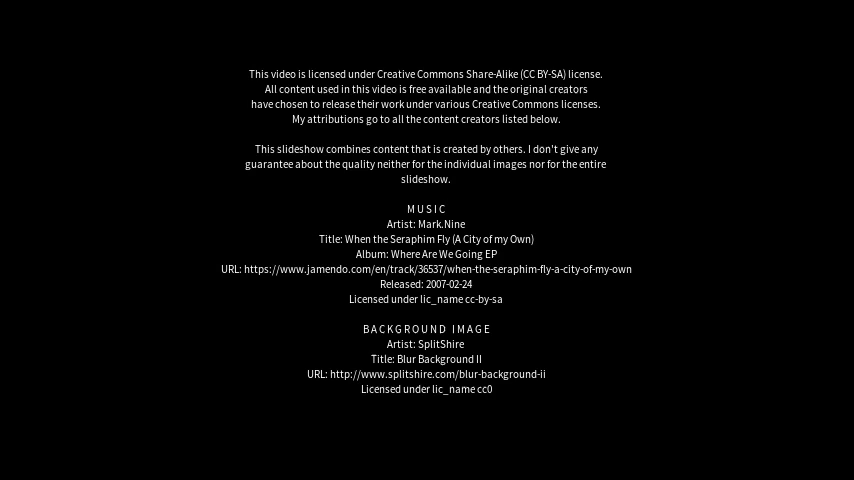 This video is licensed under Creative Commons Share-Alike (CC BY-SA) license.
All content used in this video is free available and the original creators
have chosen to release their work under various Creative Commons licenses.
My attributions go to all the content creators listed below.
This slideshow combines content that is created by others. I don't give any
guarantee about the quality neither for the individual images nor for the entire
slideshow.
MUSIC
Artist: Mark.Nine
Title: When the Seraphim Fly (A City of my Own)
Album: Where Are We Going EP
URL: https://www.jamendo.com/en/track/36537/when-the-seraphim-fly-a-city-of-my-own
Released: 2007-02-24
Licensed under lic_name cc-by-sa
BACKGROUND IMAGE
Artist: SplitShire
Title: Blur Background II
URL: http://www.splitshire.com/blur-background-ii
Licensed under lic_name cc0